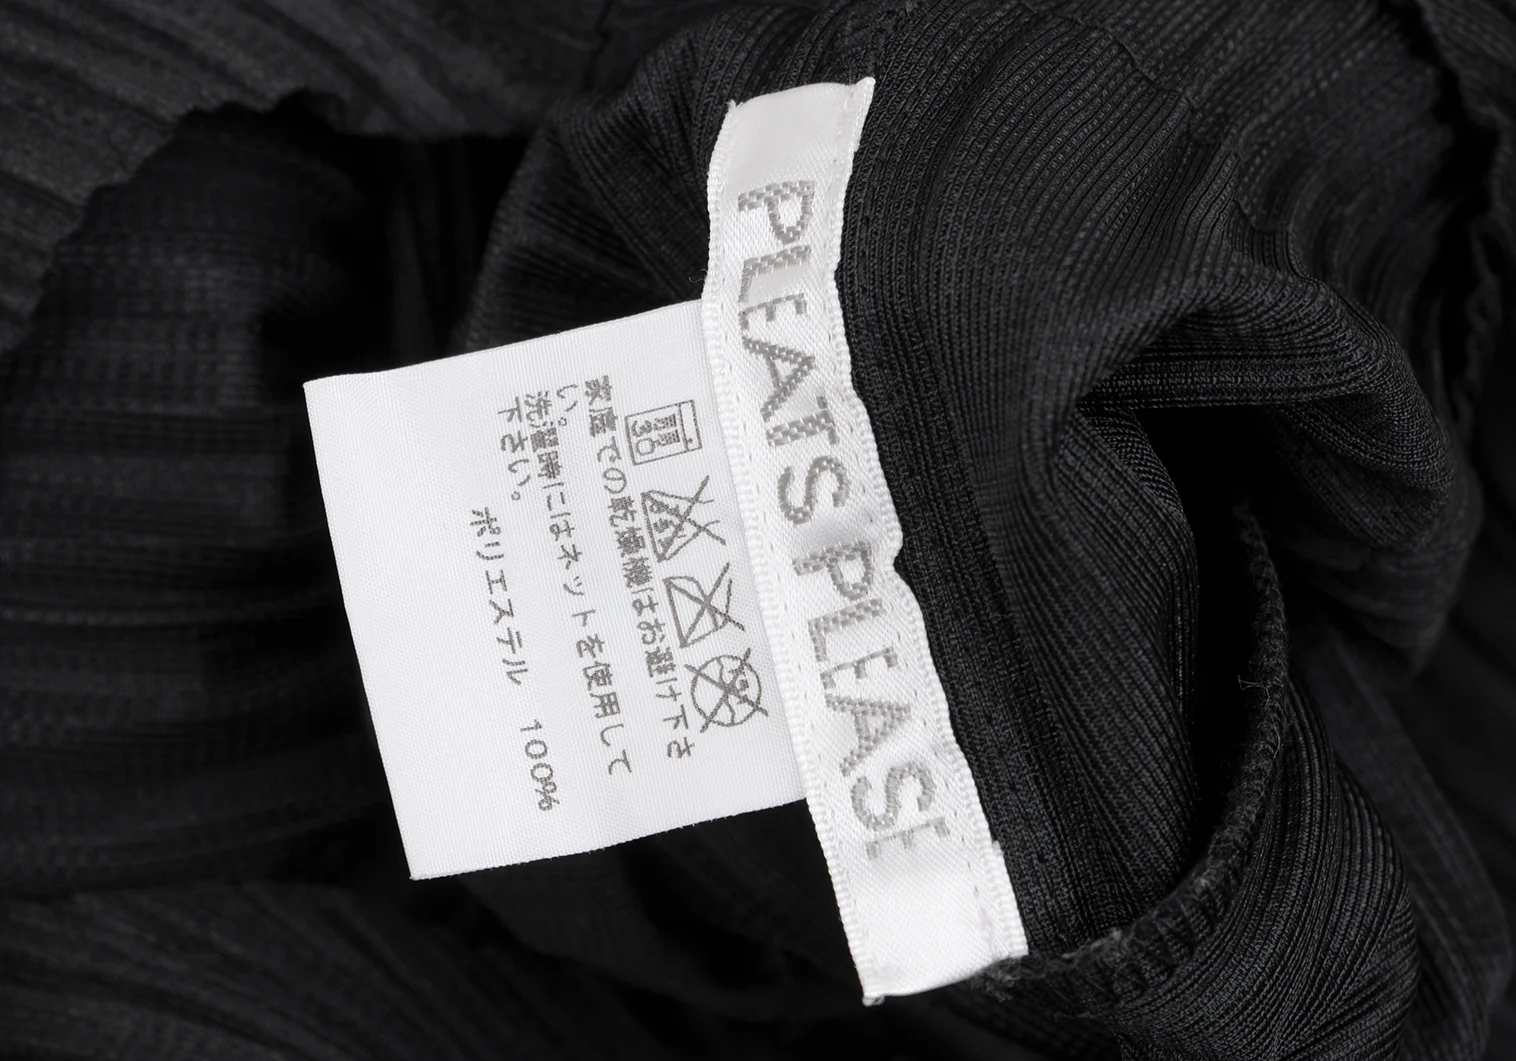 PLEATS PLEASE
30
家庭での乾燥機はお避け下さ
い。
洗濯時にはネットを使用して
下さい。
ポリエステル 100%